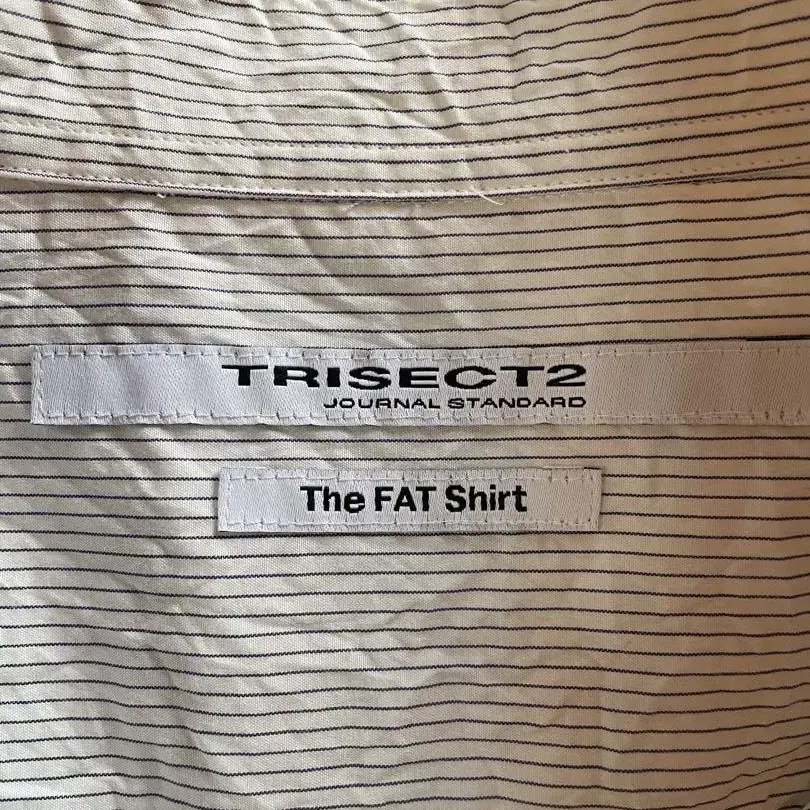 TRISECT2
JOURNAL STANDARD
The FAT Shirt